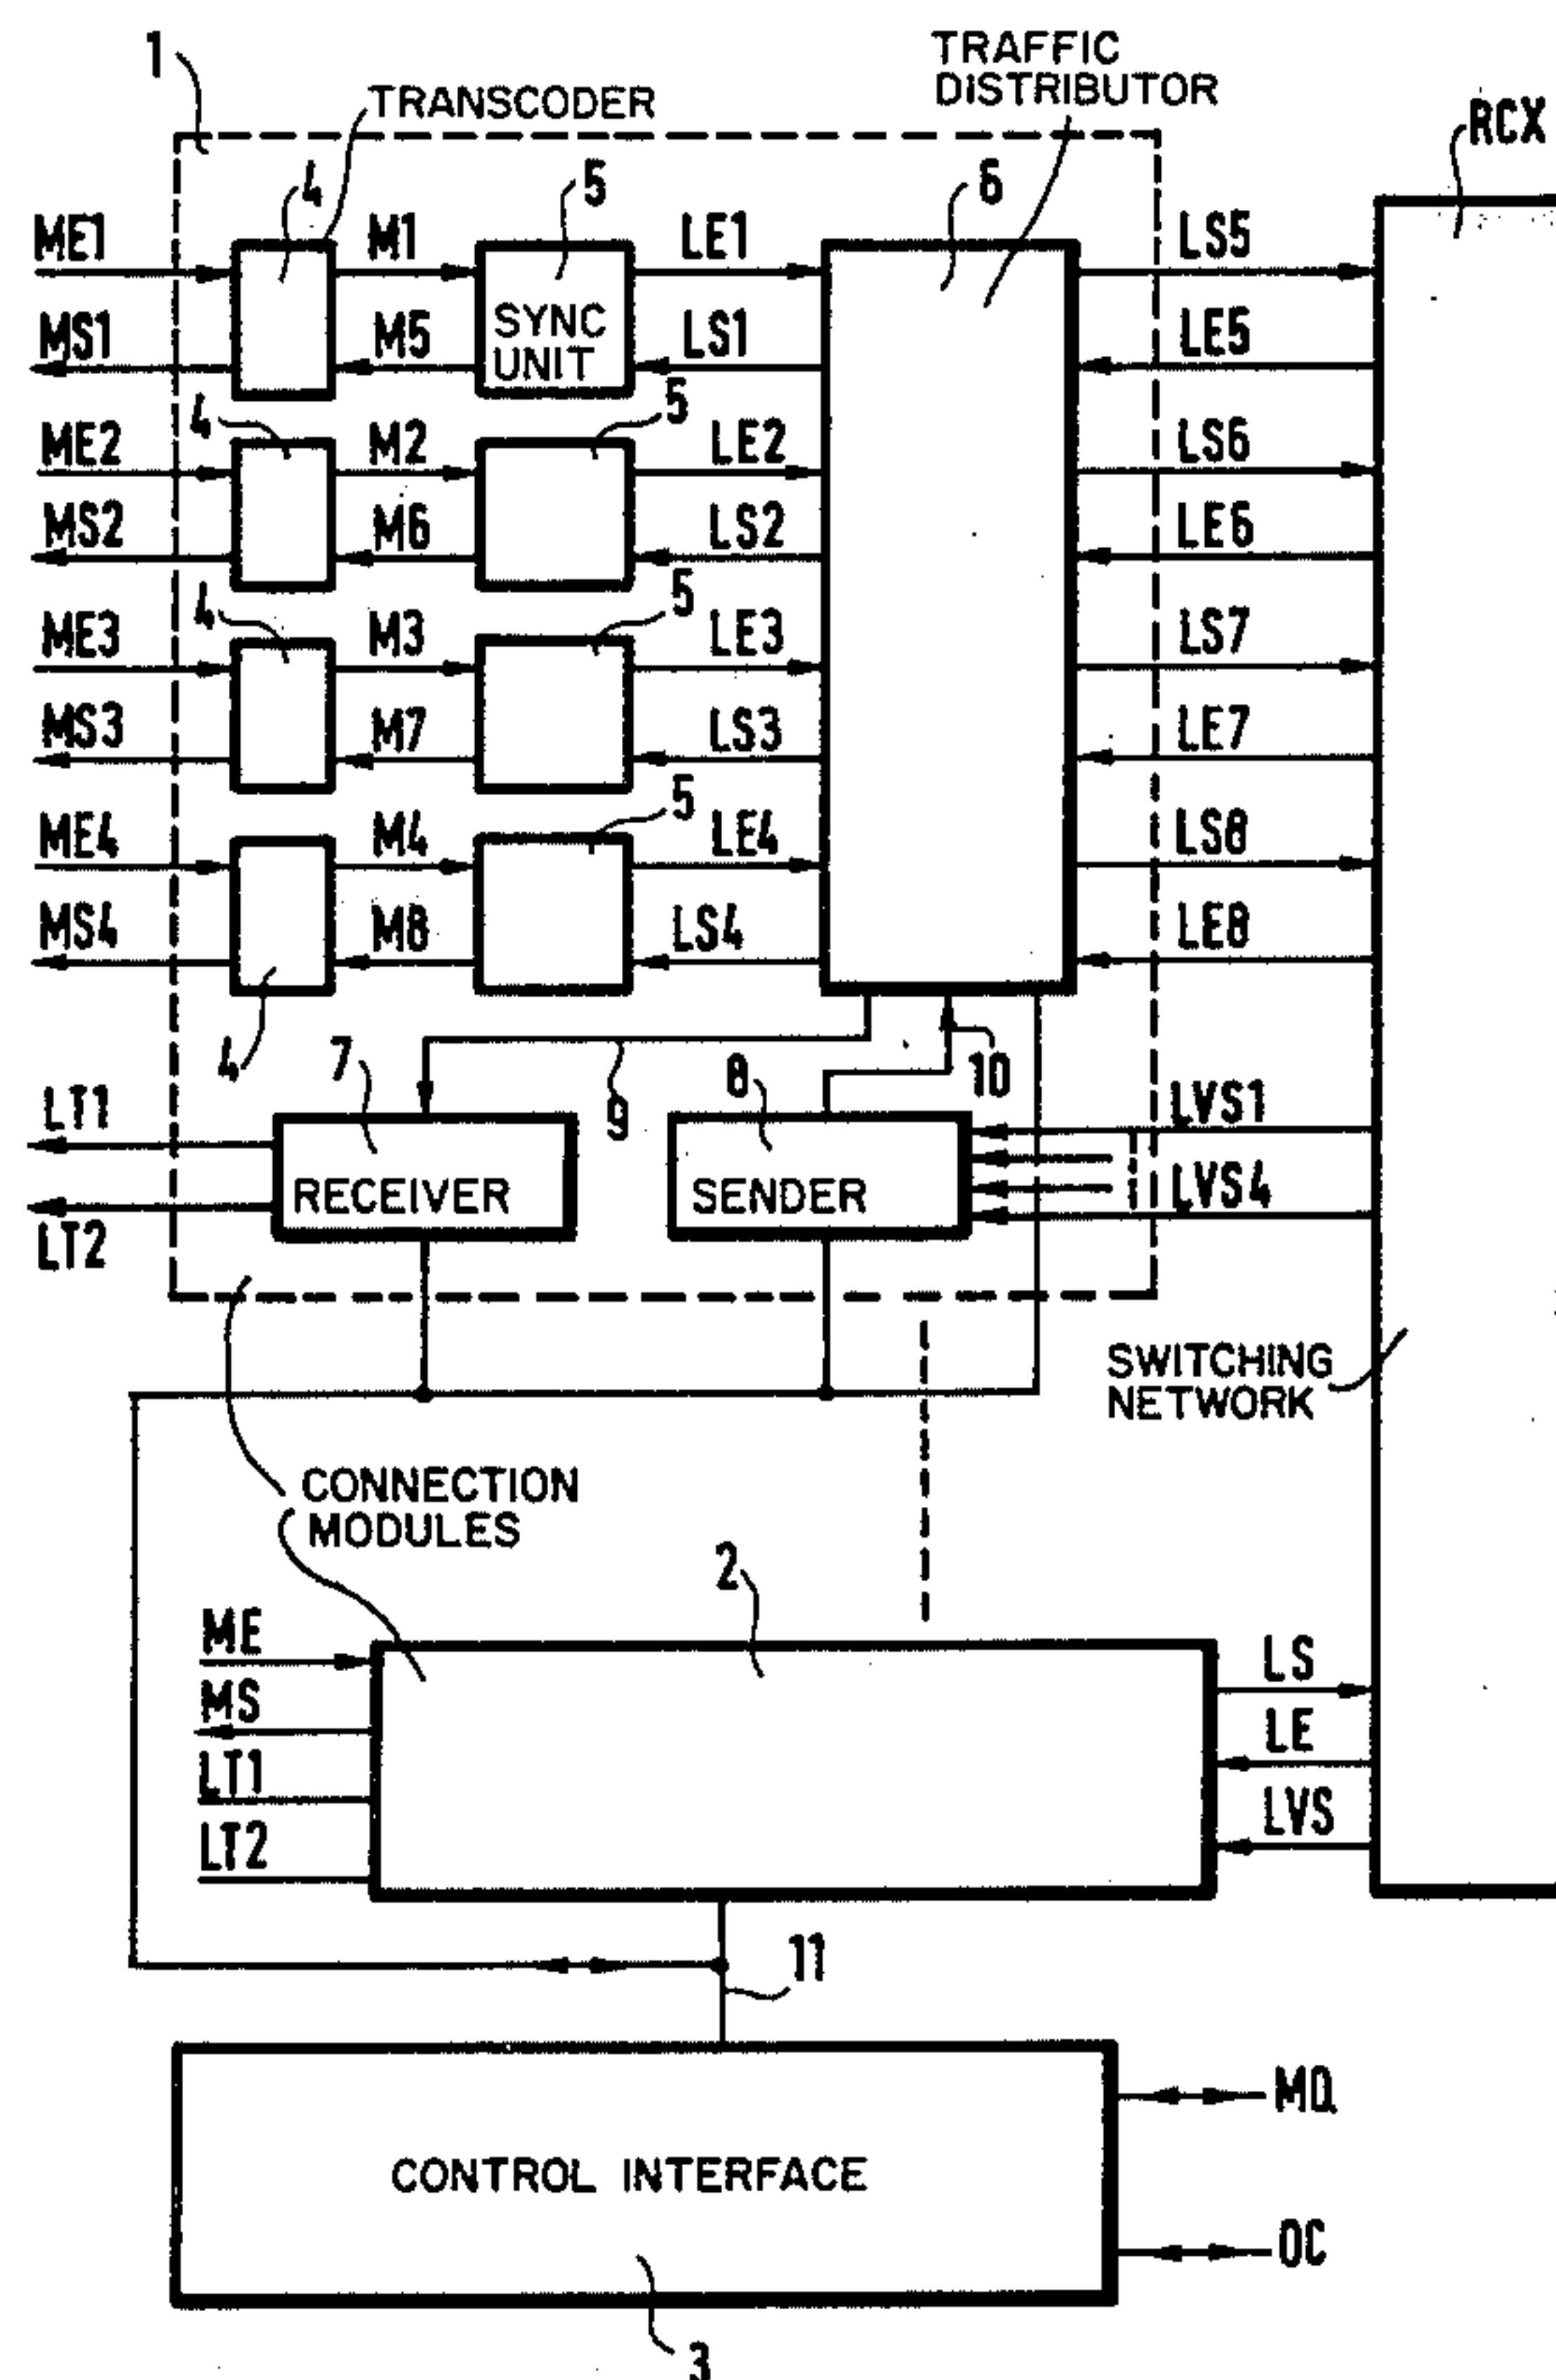 1
TRANSCODER
TRAFFIC
DISTRIBUTOR
RCX
4
5
6
ME1
M1
LE1
LS5
MS1
M5
SYNC
UNIT
LS1
LE5
4
5
ME2
M2
LE2
LS6
MS2
M6
LS2
LE6
4
5
ME3
M3
LE3
LS7
MS3
M7
LS3
LE7
5
ME4
M4
LE4
LS8
MS4
M8
LS4
LE8
4
7
9
8
10
LT1
LVS1
RECEIVER
SENDER
LVS4
LT2
SWITCHING
NETWORK
CONNECTION
MODULES
2
ME
LS
MS
LE
LT1
LVS
LT2
11
MQ
CONTROL INTERFACE
OC
3